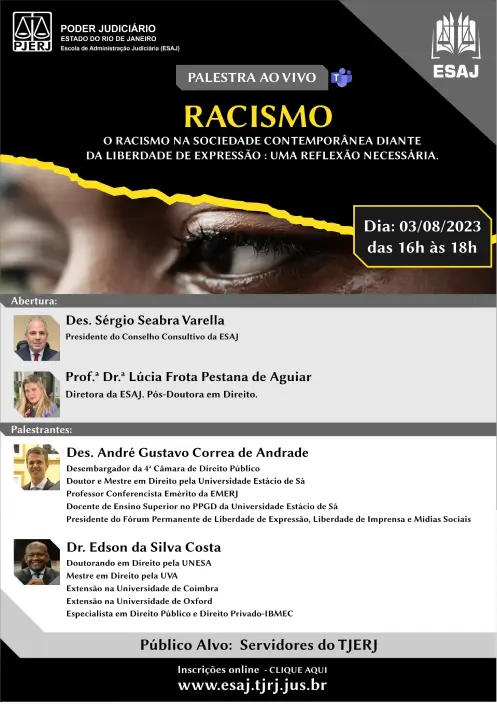 PJERJ
PODER JUDICIÁRIO
ESTADO DO RIO DE JANEIRO
Escola de Administração Judiciária (ESAJ)
ESAJ
PALESTRA AO VIVO
T
RACISMO
O RACISMO NA SOCIEDADE CONTEMPORÂNEA DIANTE
DA LIBERDADE DE EXPRESSÃO : UMA REFLEXÃO NECESSÁRIA.
Dia: 03/08/2023
das 16h às 18h
Abertura:
Des. Sérgio Seabra Varella
Presidente do Conselho Consultivo da ESAJ
Prof.ª Dr.ª Lúcia Frota Pestana de Aguiar
Diretora da ESAJ. Pós-Doutora em Direito.
Palestrantes:
Des. André Gustavo Correa de Andrade
Desembargador da 4ª Câmara de Direito Público
Doutor e Mestre em Direito pela Universidade Estácio de Sá
Professor Conferencista Emérito da EMERJ
Docente de Ensino Superior no PPGD da Universidade Estácio de Sá
Presidente do Fórum Permanente de Liberdade de Expressão, Liberdade de Imprensa e Mídias Sociais
Dr. Edson da Silva Costa
Doutorando em Direito pela UNESA
Mestre em Direito pela UVA
Extensão na Universidade de Coimbra
Extensão na Universidade de Oxford
Especialista em Direito Público e Direito Privado-IBMEC
Público Alvo: Servidores do TJERJ
Inscrições online - CLIQUE AQUI
www.esaj.tjrj.jus.br